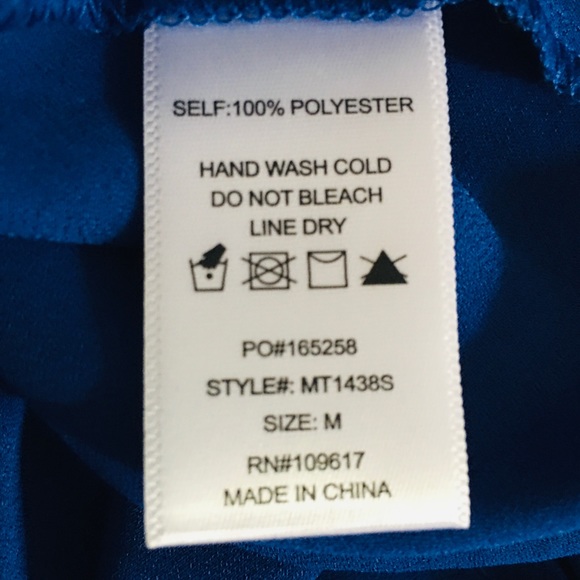 SELF:100% POLYESTER
HAND WASH COLD
DO NOT BLEACH
LINE DRY
PO#165258
STYLE#: MT1438S
SIZE: M
RN#109617
MADE IN CHINA